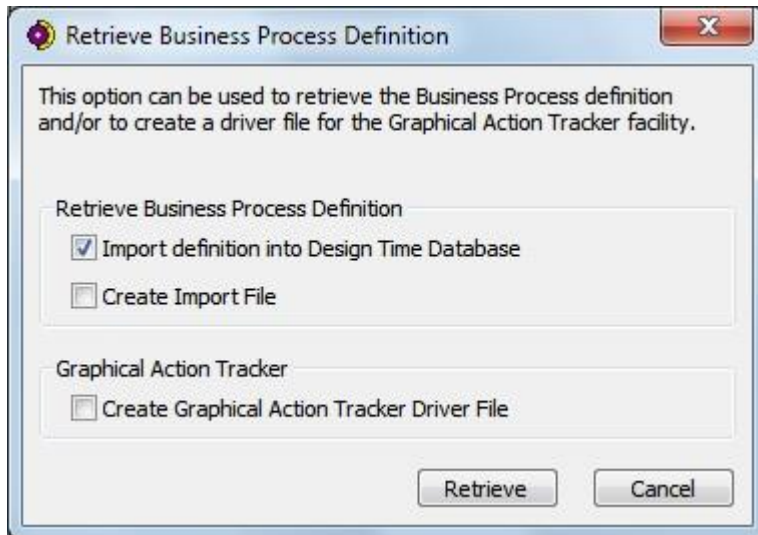 Retrieve Business Process Definition
This option can be used to retrieve the Business Process definition
and/or to create a driver file for the Graphical Action Tracker facility.
Retrieve Business Process Definition
Import definition into Design Time Database
Create Import File
Graphical Action Tracker
Create Graphical Action Tracker Driver File
Retrieve Cancel